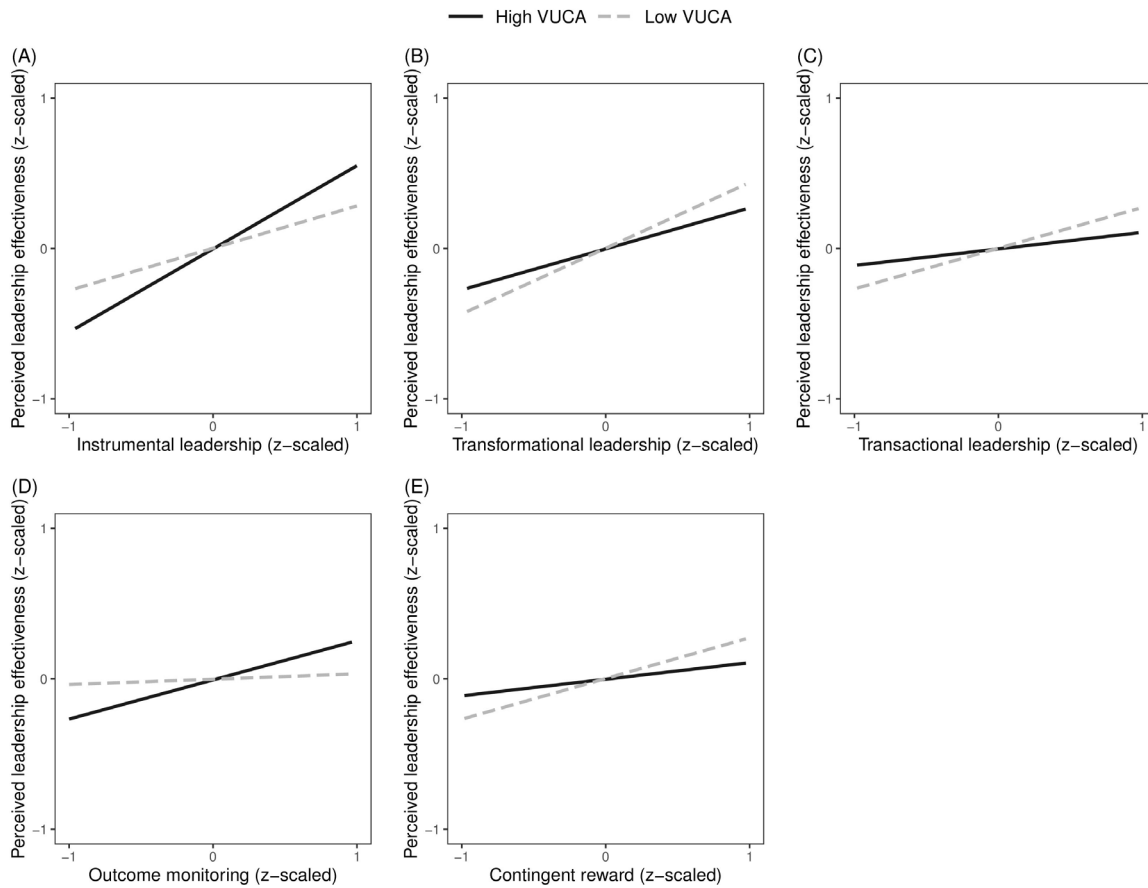 High VUCA Low VUCA
(A)
Perceived leadership effectiveness (z−scaled)
1
0
−1
−1 0 1
Instrumental leadership (z−scaled)
(B)
Perceived leadership effectiveness (z−scaled)
1
0
−1
−1 0 1
Transformational leadership (z−scaled)
(C)
Perceived leadership effectiveness (z−scaled)
1
0
−1
−1 0 1
Transactional leadership (z−scaled)
(D)
Perceived leadership effectiveness (z−scaled)
1
0
−1
−1 0 1
Outcome monitoring (z−scaled)
(E)
Perceived leadership effectiveness (z−scaled)
1
0
−1
−1 0 1
Contingent reward (z−scaled)